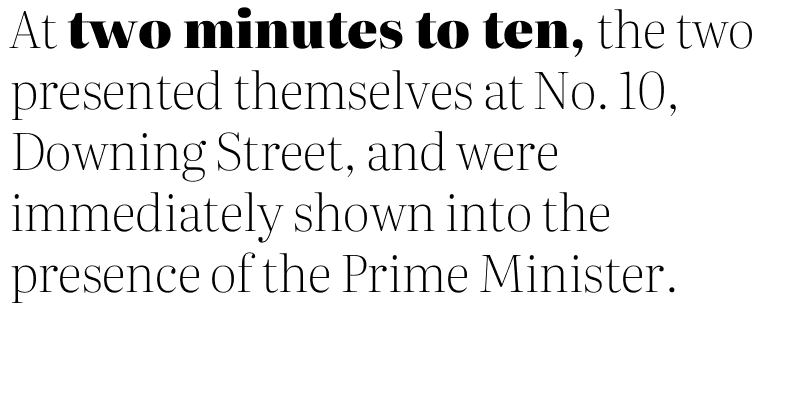 At two minutes to ten, the two
presented themselves at No. 10,
Downing Street, and were
immediately shown into the
presence of the Prime Minister.